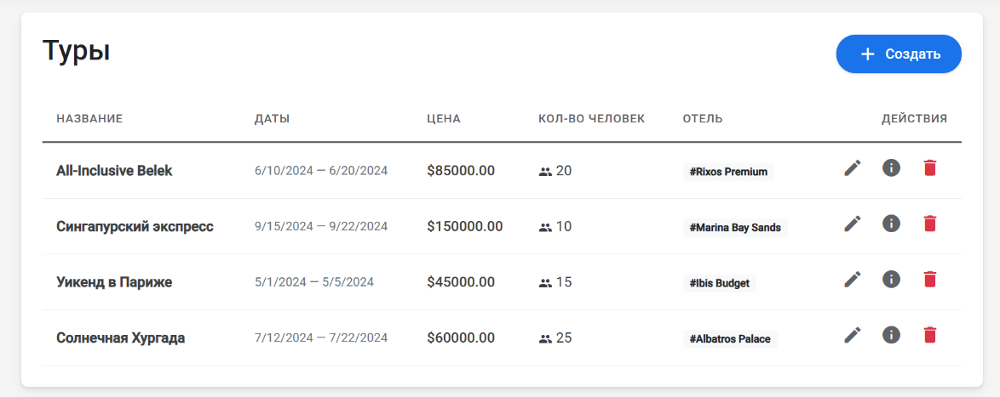 Туры
+ Создать
НАЗВАНИЕ ДАТЫ ЦЕНА КОЛ-ВО ЧЕЛОВЕК ОТЕЛЬ ДЕЙСТВИЯ
All-Inclusive Belek 6/10/2024 — 6/20/2024 $85000.00 20 #Rixos Premium
Сингапурский экспресс 9/15/2024 — 9/22/2024 $150000.00 10 #Marina Bay Sands
Уикенд в Париже 5/1/2024 — 5/5/2024 $45000.00 15 #Ibis Budget
Солнечная Хургада 7/12/2024 — 7/22/2024 $60000.00 25 #Albatros Palace